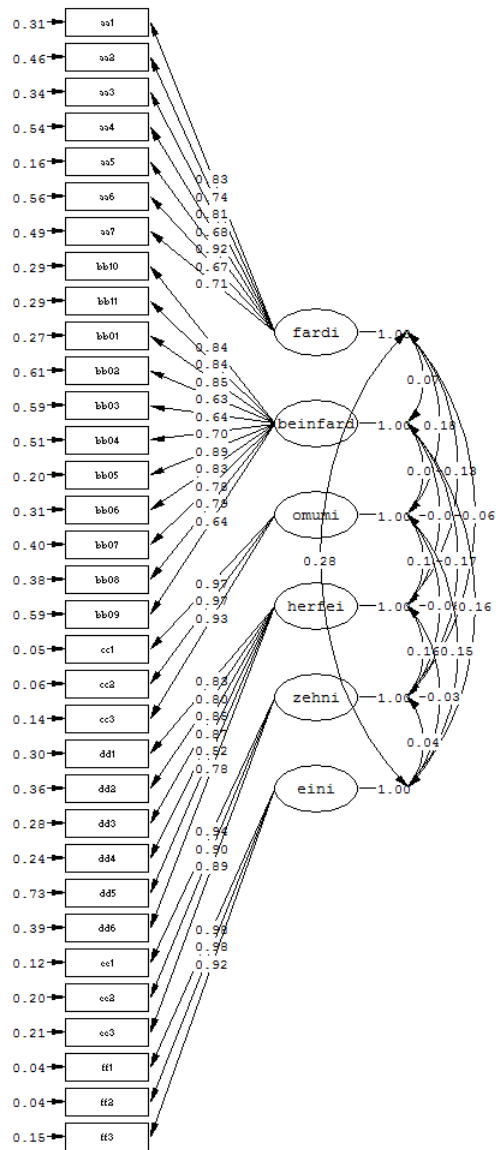 0.31 aa1
0.46 aa2
0.34 aa3
0.54 aa4
0.16 aa5
0.56 aa6
0.49 aa7
0.29 bb10
0.29 bb11
0.27 bb01
0.61 bb02
0.59 bb03
0.51 bb04
0.20 bb05
0.31 bb06
0.40 bb07
0.38 bb08
0.59 bb09
0.05 cc1
0.06 cc2
0.14 cc3
0.30 dd1
0.36 dd2
0.28 dd3
0.24 dd4
0.73 dd5
0.39 dd6
0.12 ee1
0.20 ee2
0.21 ee3
0.04 ff1
0.04 ff2
0.15 ff3
0.83
0.74
0.81
0.68
0.92
0.67
0.71
0.84
0.84
0.85
0.63
0.64
0.70
0.89
0.83
0.78
0.79
0.64
0.97
0.97
0.93
0.83
0.80
0.85
0.87
0.52
0.78
0.94
0.90
0.89
0.98
0.98
0.92
fardi 1.00
beinfard 1.00
omumi 1.00
herfei 1.00
zehni 1.00
eini 1.00
0.07
0.18
0.13
-0.06
0.28
-0.17
0.16
0.16
0.15
-0.03
0.04